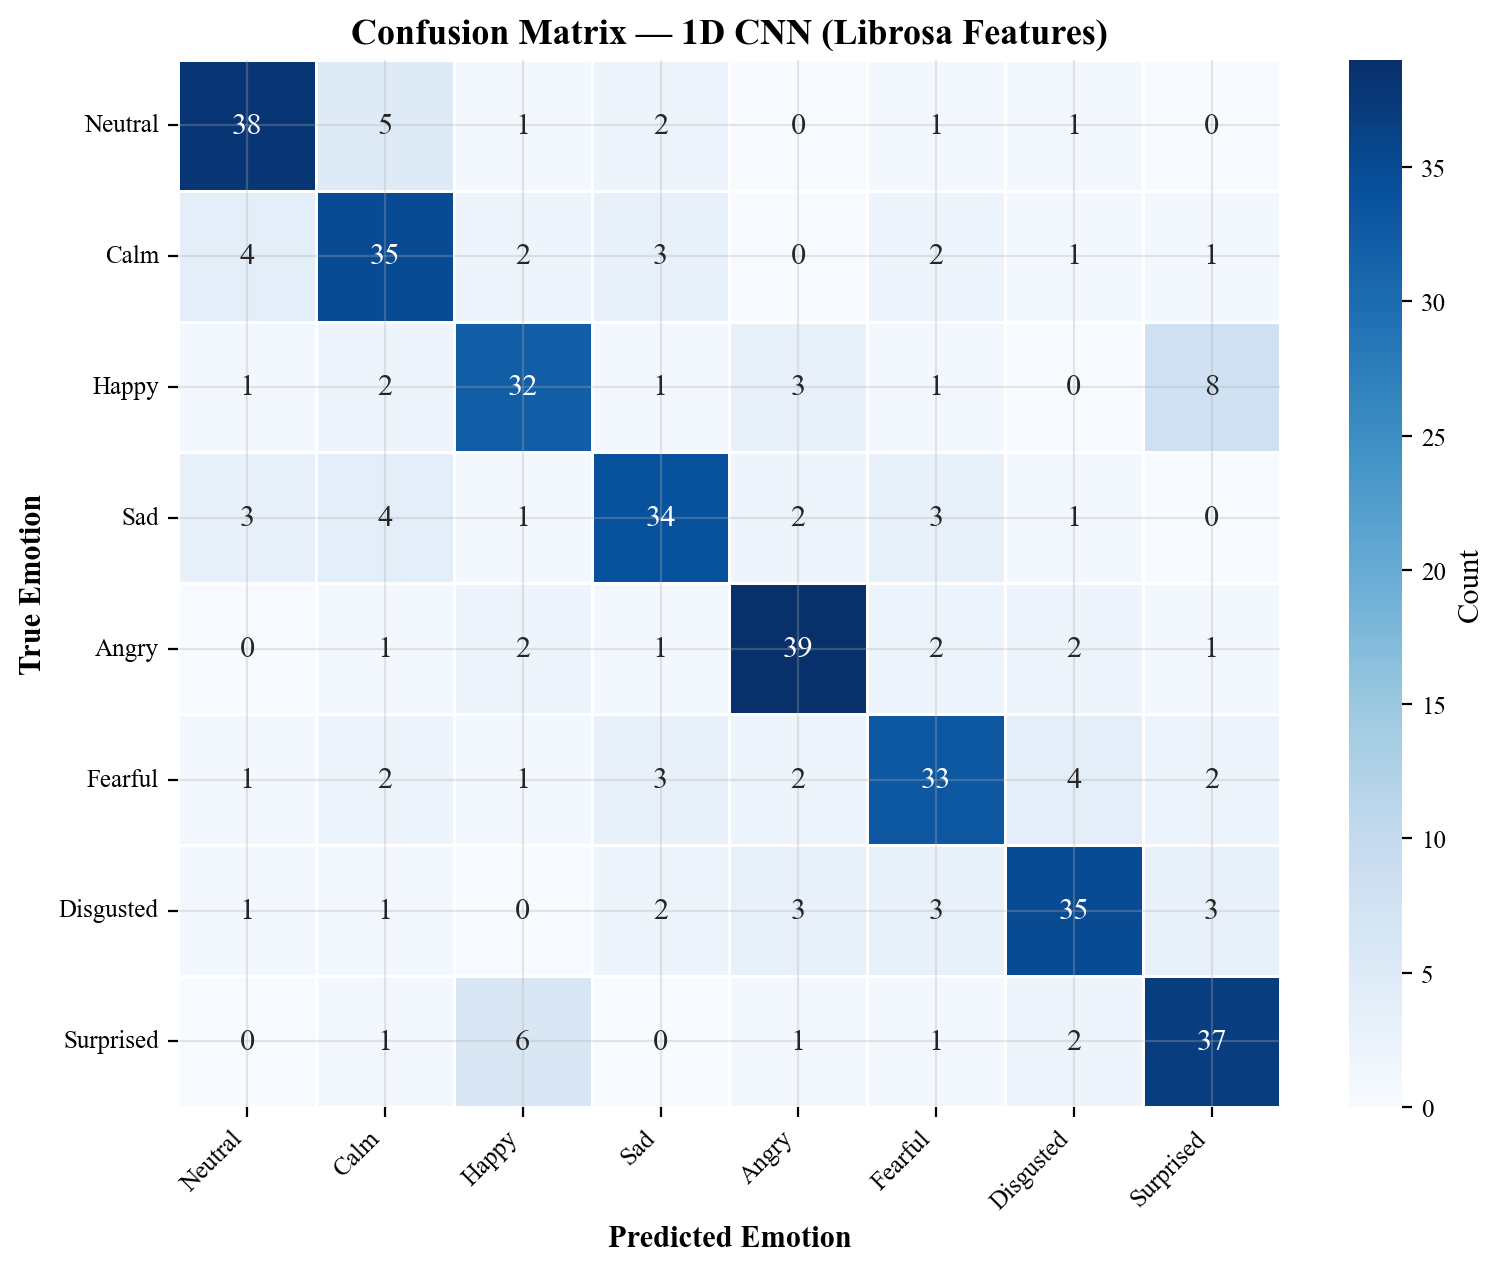 Confusion Matrix — 1D CNN (Librosa Features)
Neutral 38 5 1 2 0 1 1 0
Calm 4 35 2 3 0 2 1 1
Happy 1 2 32 1 3 1 0 8
Sad 3 4 1 34 2 3 1 0
Angry 0 1 2 1 39 2 2 1
Fearful 1 2 1 3 2 33 4 2
Disgusted 1 1 0 2 3 3 35 3
Surprised 0 1 6 0 1 1 2 37
Neutral Calm Happy Sad Angry Fearful Disgusted Surprised
Predicted Emotion
True Emotion
35
30
25
20
15
10
5
0
Count